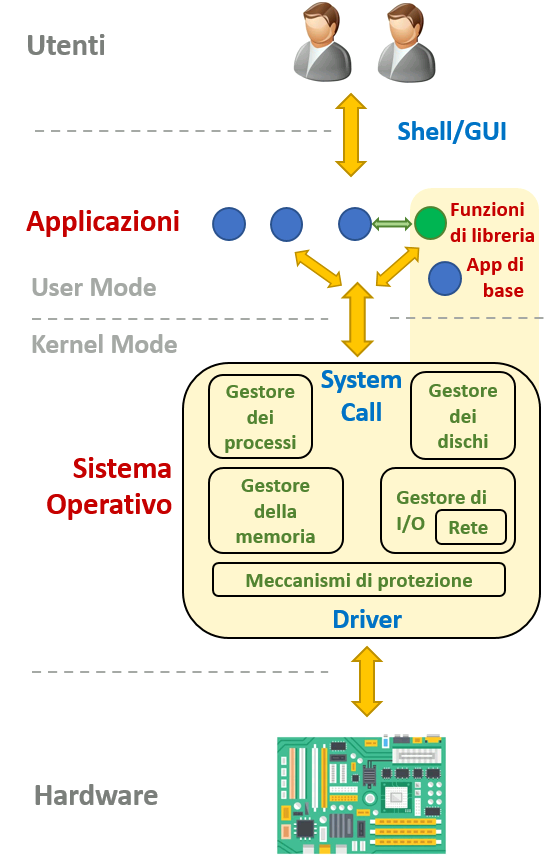 Utenti
Shell/GUI
Applicazioni
Funzioni
di libreria
App di
base
User Mode
Kernel Mode
System
Call
Gestore
dei
processi
Gestore
dei
dischi
Sistema
Operativo
Gestore
della
memoria
Gestore di
I/O
Rete
Meccanismi di protezione
Driver
Hardware